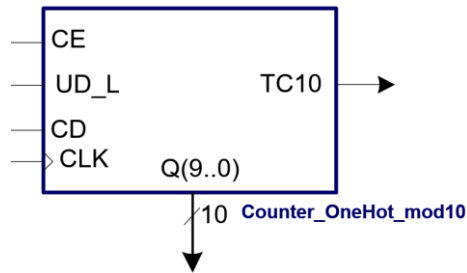 CE
UD_L TC10
CD
CLK
Q(9..0)
10 Counter_OneHot_mod10